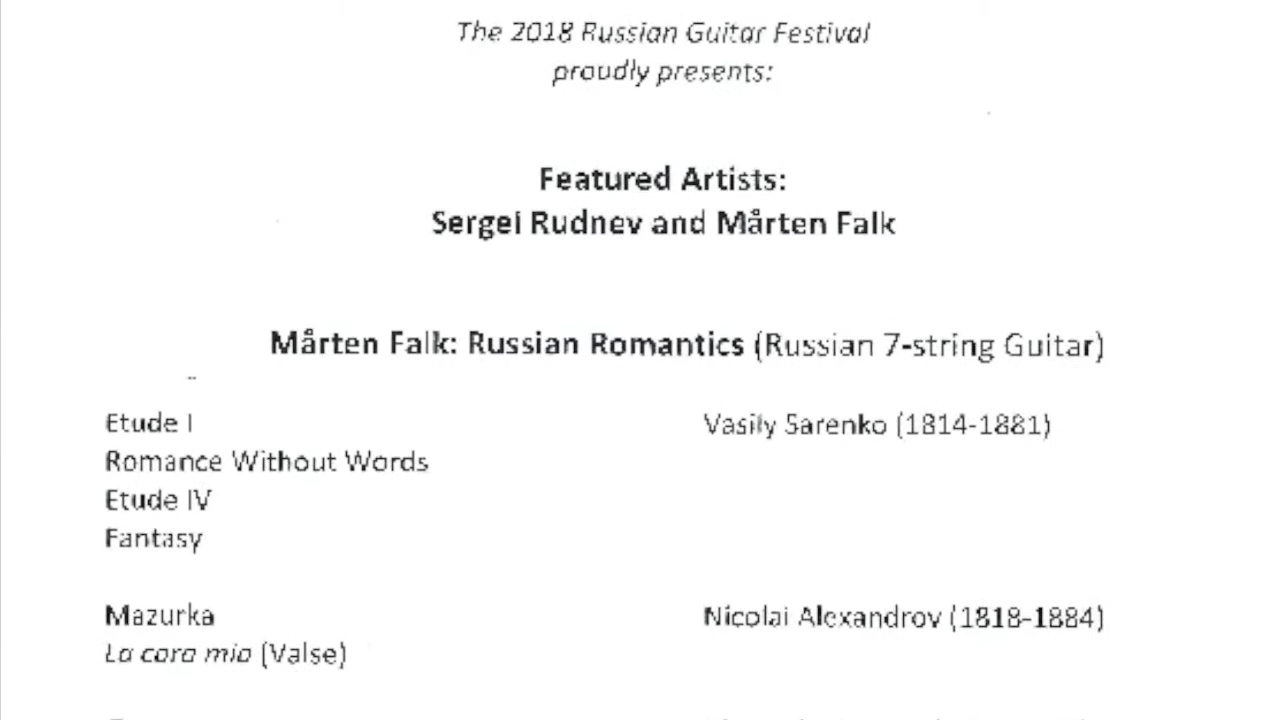 The 2018 Russian Guitar Festival
proudly presents:
Featured Artists:
Sergei Rudnev and Mårten Falk
Mårten Falk: Russian Romantics (Russian 7-string Guitar)
Etude I Vasily Sarenko (1814-1881)
Romance Without Words
Etude IV
Fantasy
Mazurka Nicolai Alexandrov (1818-1884)
La cara mia (Valse)